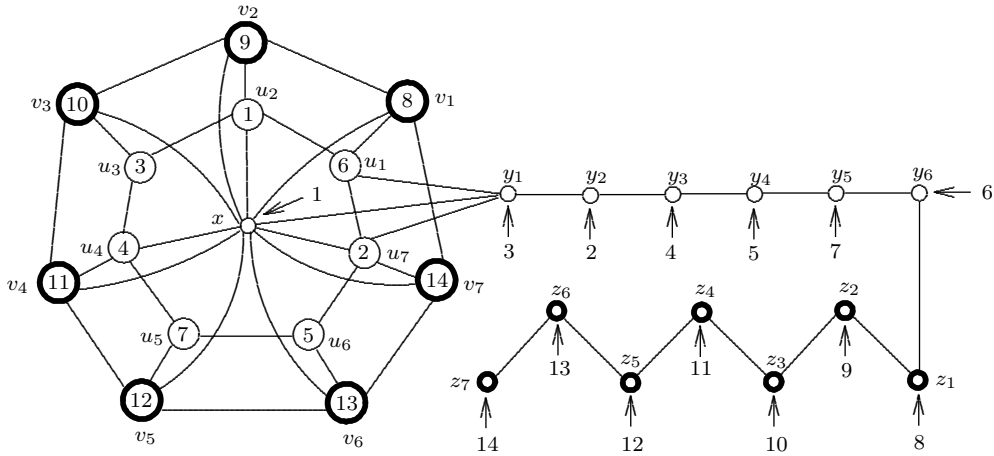 v₂
9
v₃ 10 8 v₁
u₂
1
u₃ 3 6 u₁
y₁ y₂ y₃ y₄ y₅ y₆
x 1 6
u₄ 4 2 u₇
3 2 4 5 7
v₄ 11 14 v₇
z₆ z₄ z₂
u₅ 7 5 u₆
13 11 9
z₇ z₅ z₃ z₁
12 13
v₅ v₆
14 12 10 8